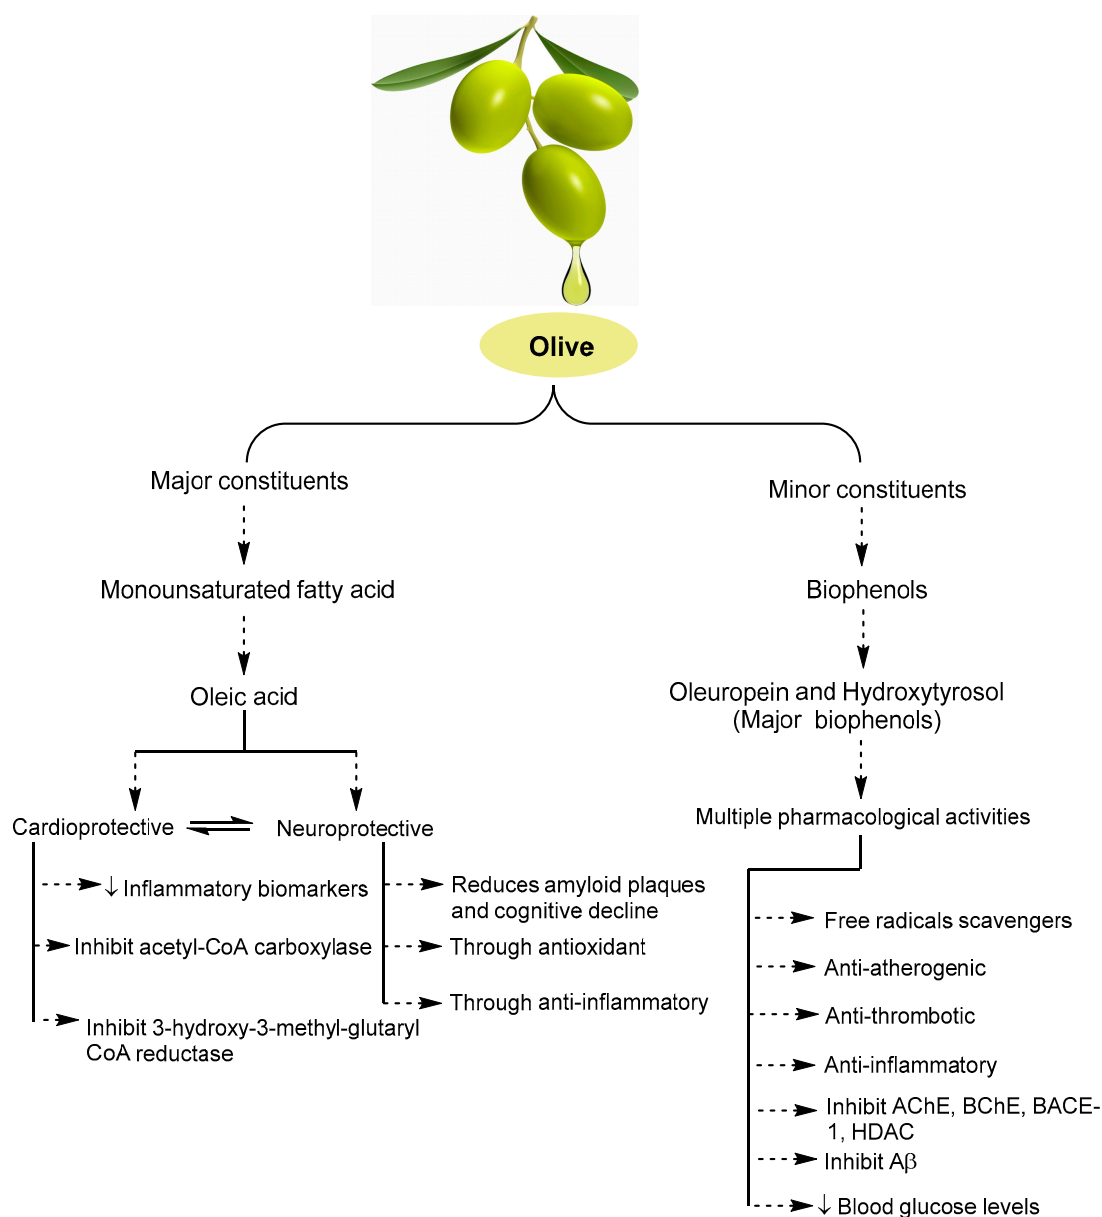 Olive
Major constituents
Monounsaturated fatty acid
Oleic acid
Cardioprotective
↓ Inflammatory biomarkers
Inhibit acetyl-CoA carboxylase
Inhibit 3-hydroxy-3-methyl-glutaryl
CoA reductase
Neuroprotective
Reduces amyloid plaques
and cognitive decline
Through antioxidant
Through anti-inflammatory
Minor constituents
Biophenols
Oleuropein and Hydroxytyrosol
(Major biophenols)
Multiple pharmacological activities
Free radicals scavengers
Anti-atherogenic
Anti-thrombotic
Anti-inflammatory
Inhibit AChE, BChE, BACE-
1, HDAC
Inhibit Aβ
↓ Blood glucose levels